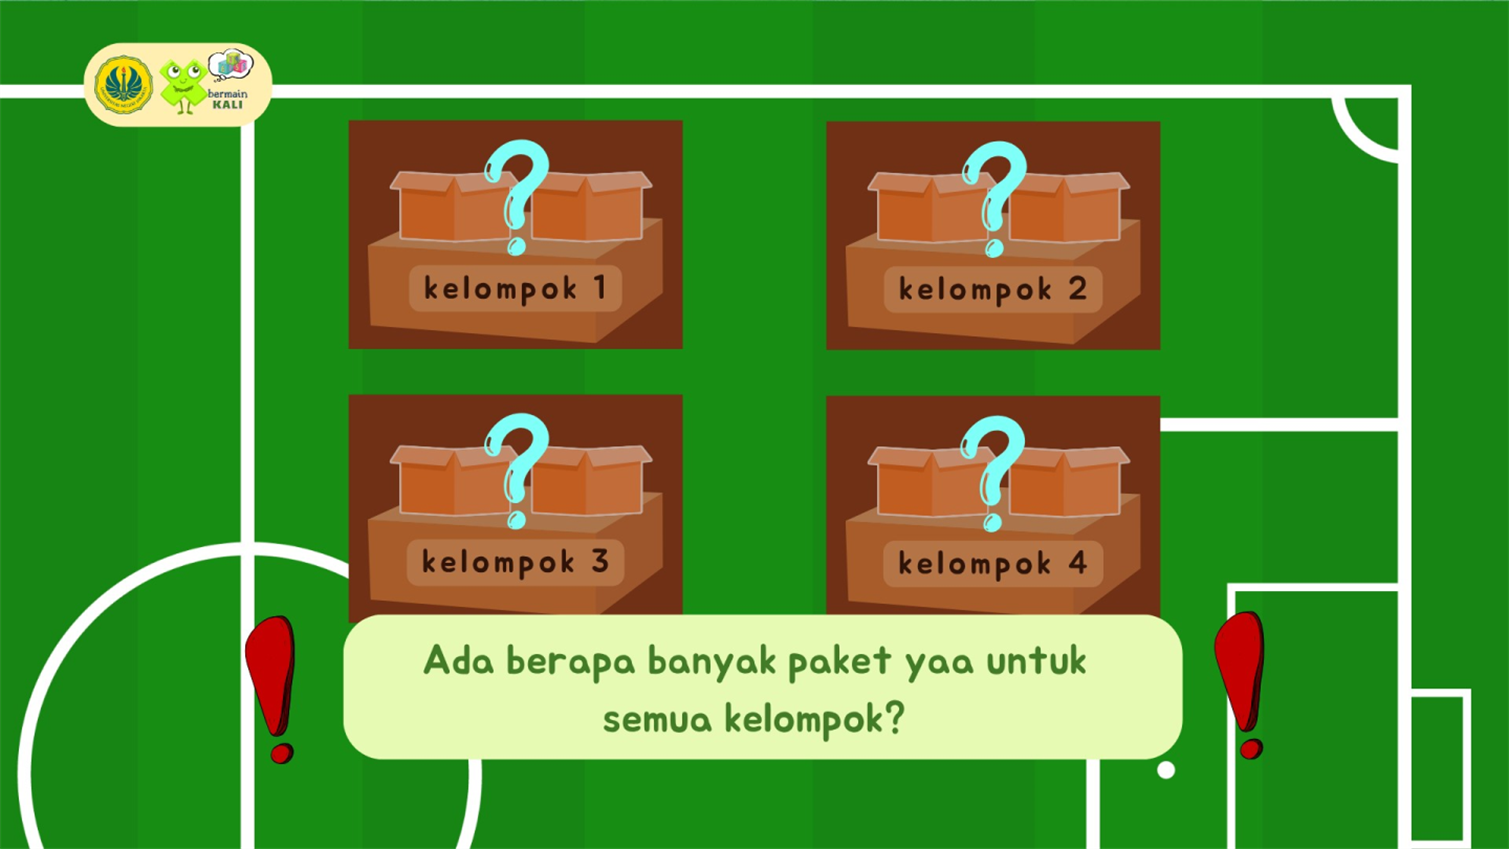 bermain
KALI
?
?
kelompok 1
kelompok 2
?
?
kelompok 3
kelompok 4
Ada berapa banyak paket yaa untuk
semua kelompok?
!
!